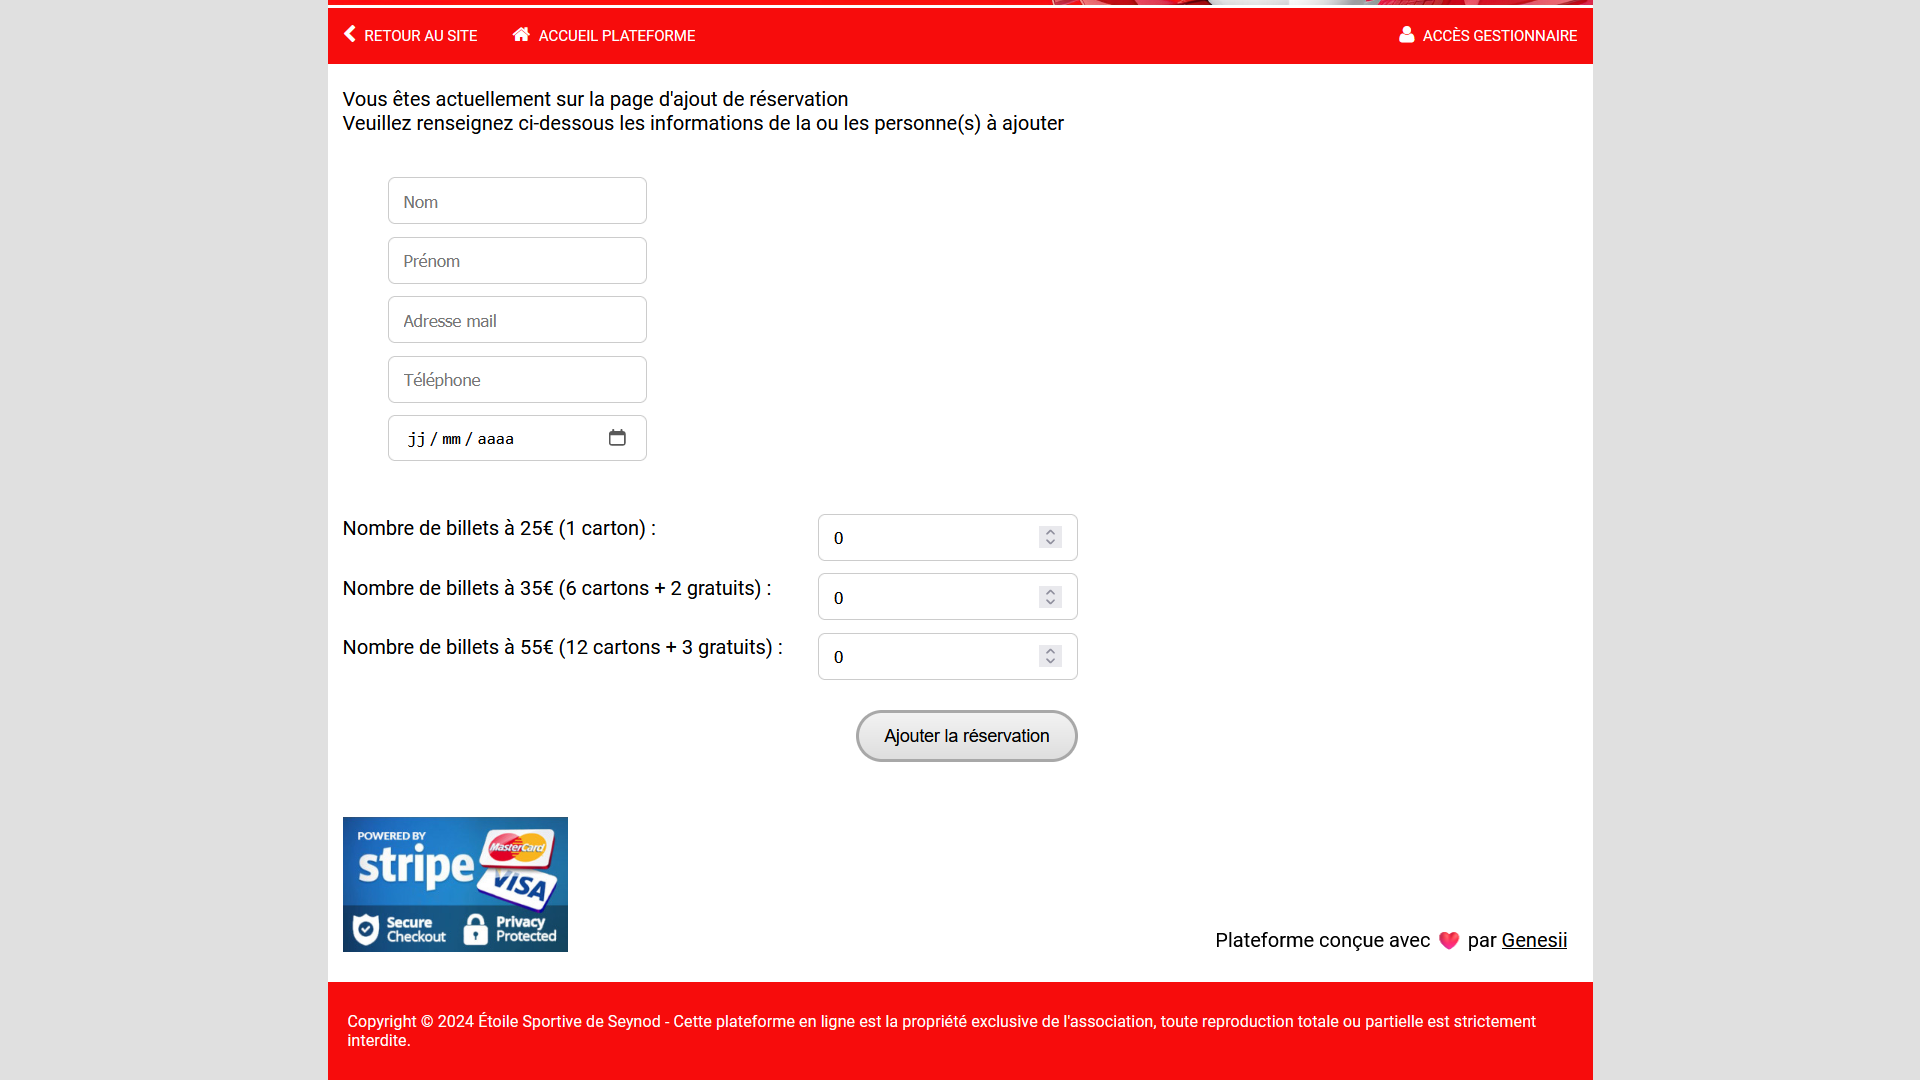 RETOUR AU SITE
ACCUEIL PLATEFORME
ACCÈS GESTIONNAIRE
Vous êtes actuellement sur la page d'ajout de réservation
Veuillez renseignez ci-dessous les informations de la ou les personne(s) à ajouter
Nom
Prénom
Adresse mail
Téléphone
jj / mm / aaaa
Nombre de billets à 25€ (1 carton) :
0
Nombre de billets à 35€ (6 cartons + 2 gratuits) :
0
Nombre de billets à 55€ (12 cartons + 3 gratuits) :
0
Ajouter la réservation
POWERED BY
stripe
MasterCard
VISA
Secure
Checkout
Privacy
Protected
Plateforme conçue avec ❤ par Genesii
Copyright © 2024 Étoile Sportive de Seynod - Cette plateforme en ligne est la propriété exclusive de l'association, toute reproduction totale ou partielle est strictement
interdite.